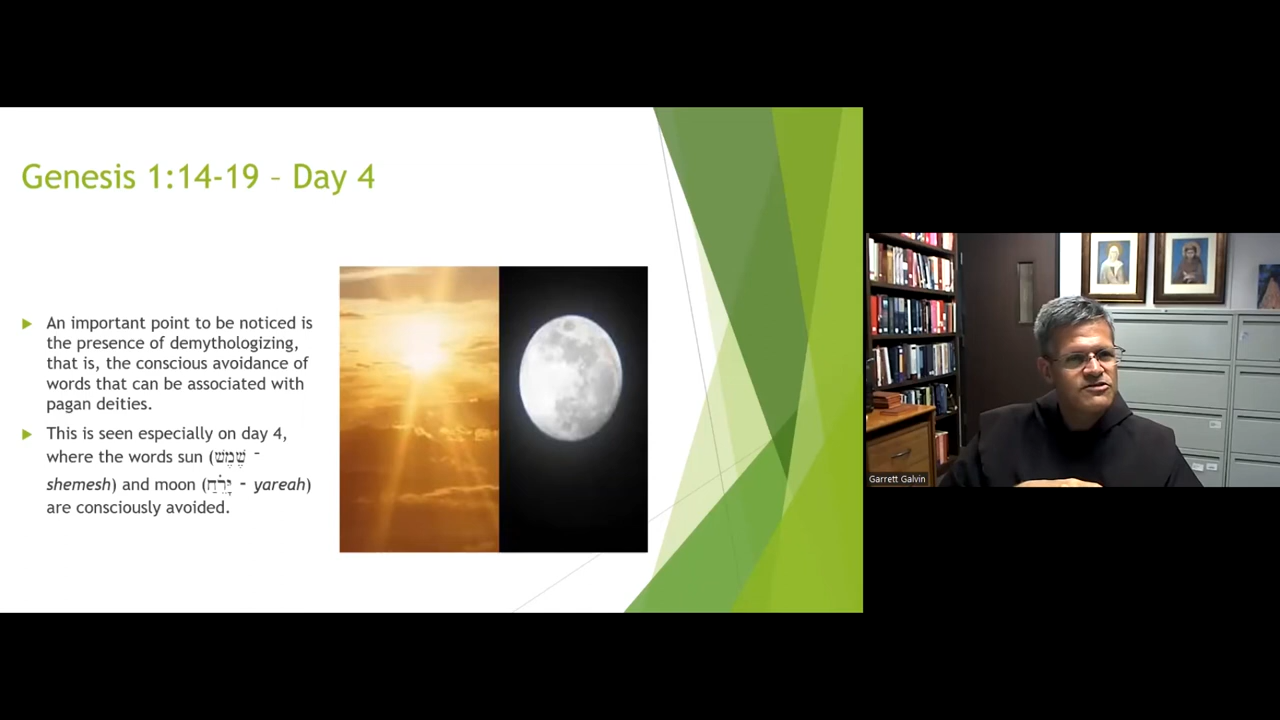 Genesis 1:14-19 – Day 4
An important point to be noticed is
the presence of demythologizing,
that is, the conscious avoidance of
words that can be associated with
pagan deities.
This is seen especially on day 4,
where the words sun (שֶׁמֶשׁ -
shemesh) and moon (יָרֵחַ - yareah)
are consciously avoided.
Garrett Galvin